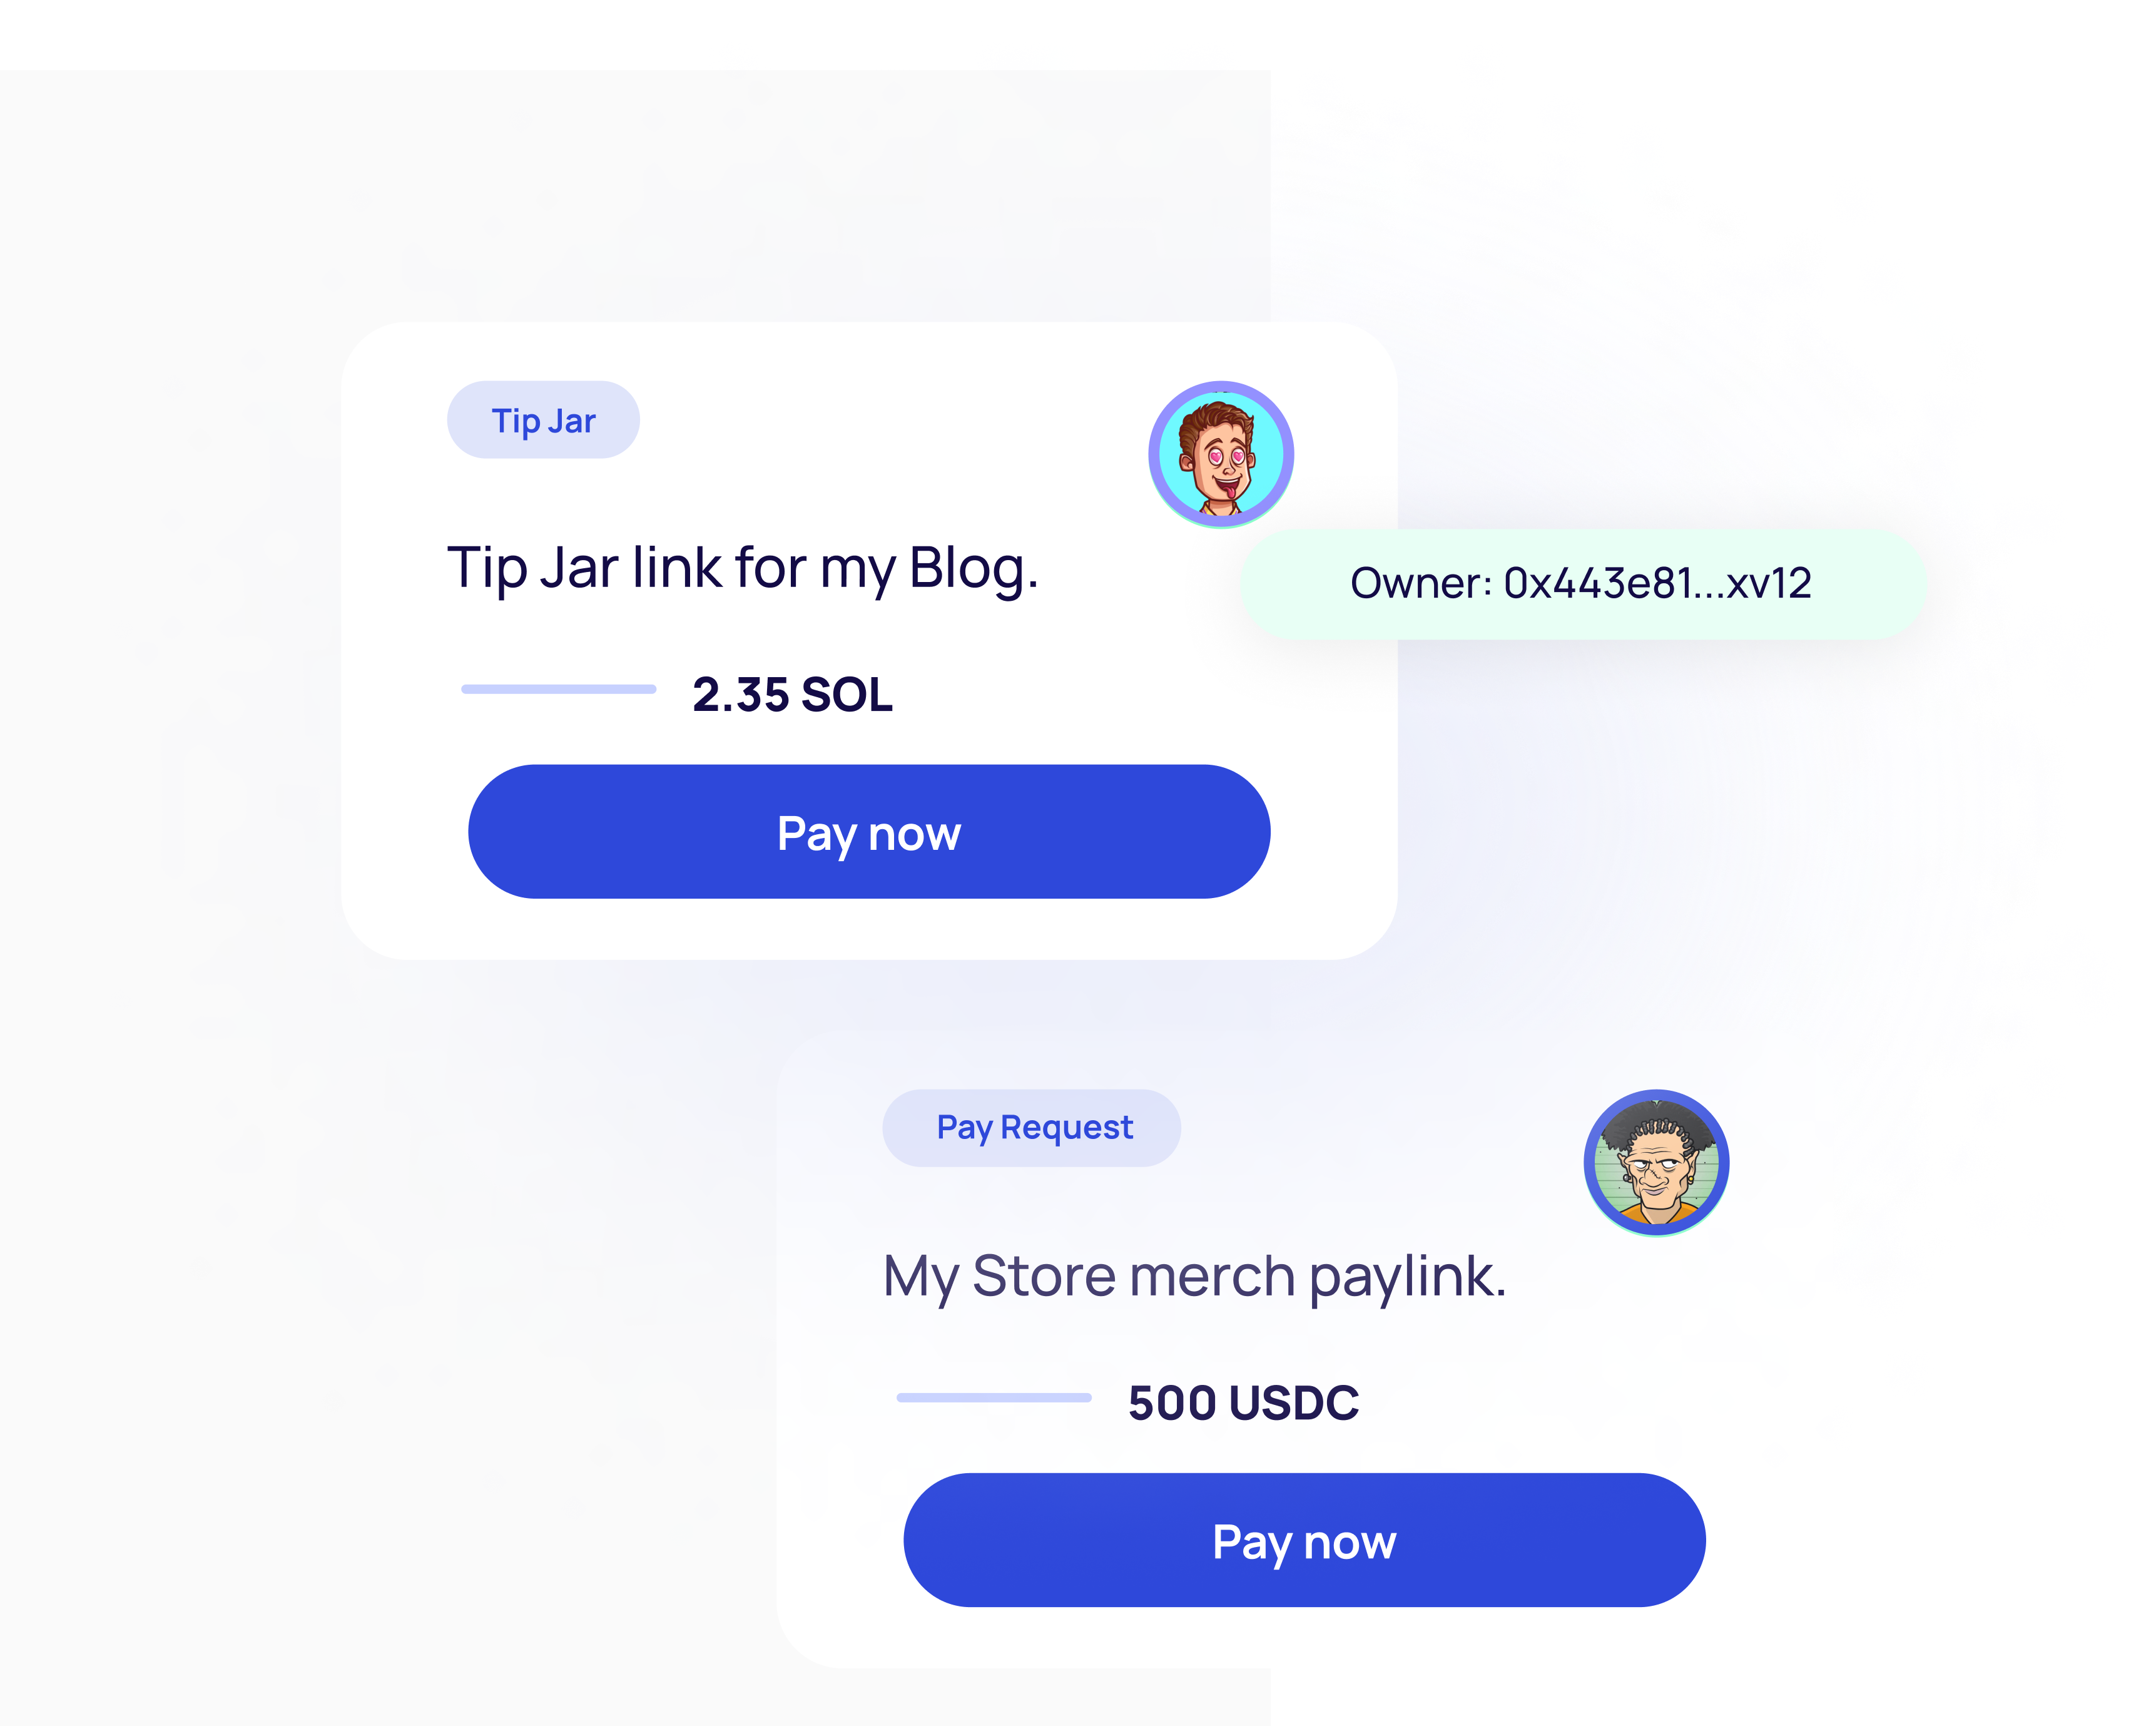 Tip Jar
Tip Jar link for my Blog.
Owner: 0x443e81...xv12
2.35 SOL
Pay now
Pay Request
My Store merch paylink.
500 USDC
Pay now